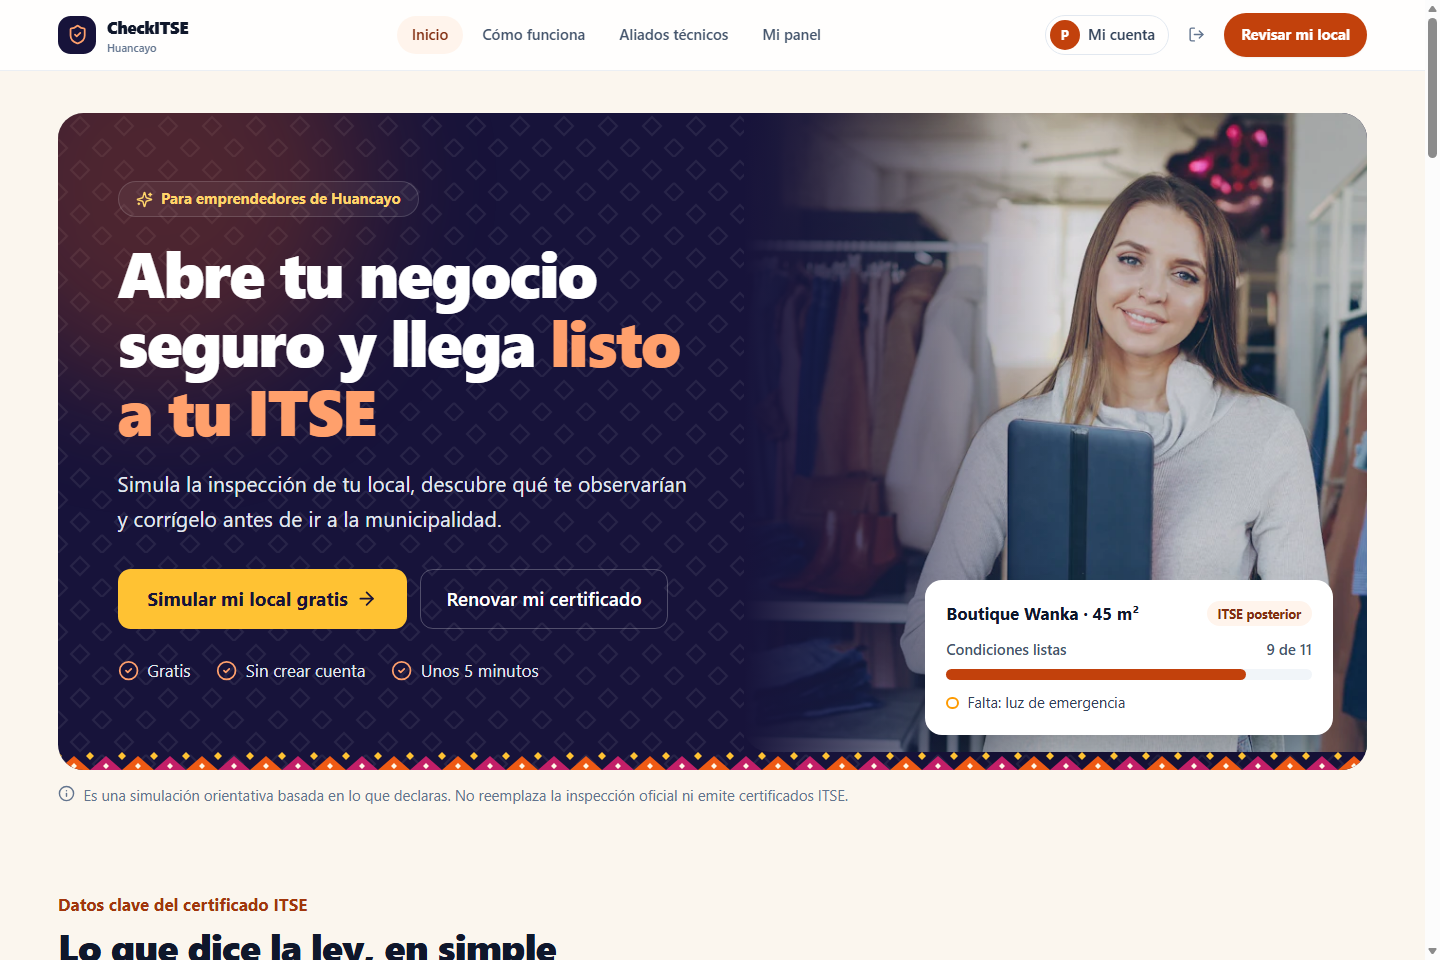 CheckITSE
Huancayo
Inicio
Cómo funciona
Aliados técnicos
Mi panel
P
Mi cuenta
Revisar mi local
Para emprendedores de Huancayo
Abre tu negocio
seguro y llega listo
a tu ITSE
Simula la inspección de tu local, descubre qué te observarían
y corrígelo antes de ir a la municipalidad.
Simular mi local gratis
Renovar mi certificado
Gratis
Sin crear cuenta
Unos 5 minutos
Boutique Wanka · 45 m²
ITSE posterior
Condiciones listas
9 de 11
Falta: luz de emergencia
Es una simulación orientativa basada en lo que declaras. No reemplaza la inspección oficial ni emite certificados ITSE.
Datos clave del certificado ITSE
Lo que dice la ley, en simple